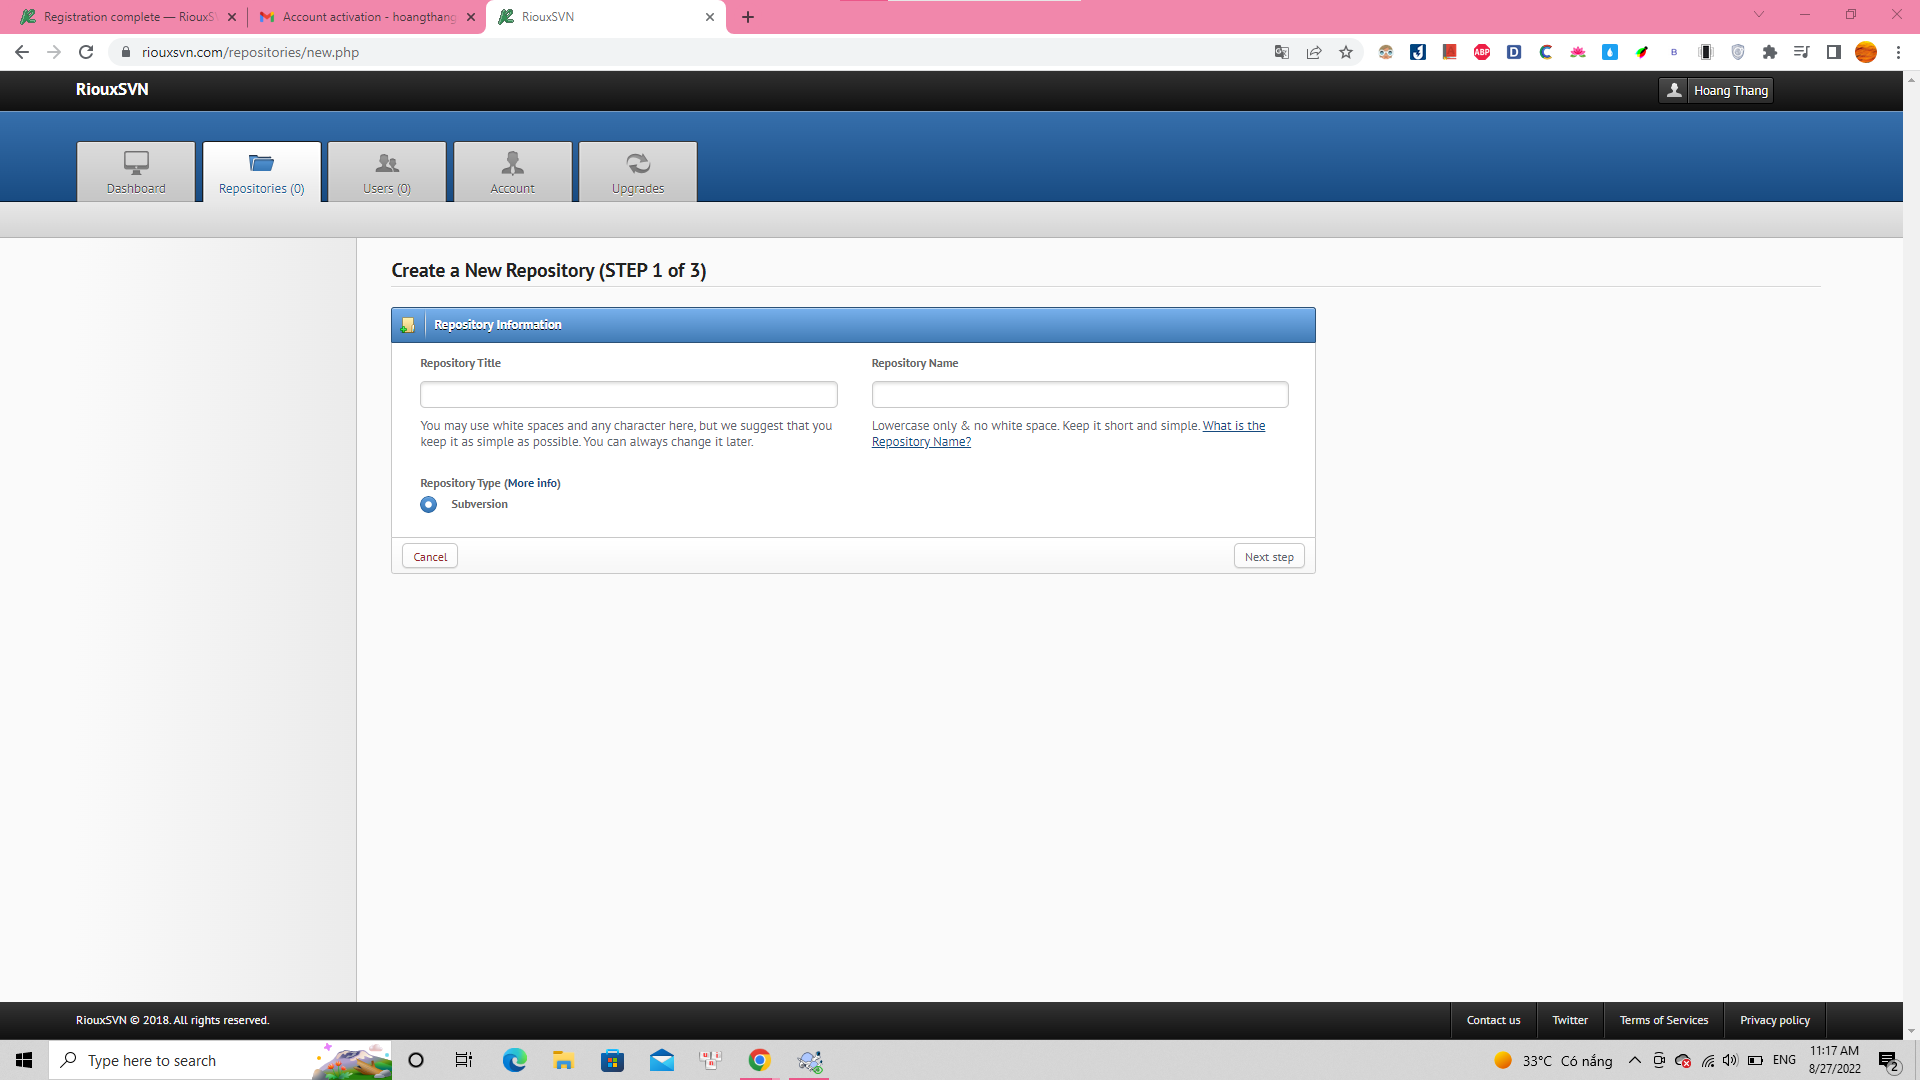 Registration complete — RiouxS
Account activation - hoangthang
RiouxSVN
riouxsvn.com/repositories/new.php
ABP
D
C
B
RiouxSVN
Hoang Thang
Dashboard
Repositories (0)
Users (0)
Account
Upgrades
Create a New Repository (STEP 1 of 3)
Repository Information
Repository Title
Repository Name
You may use white spaces and any character here, but we suggest that you
keep it as simple as possible. You can always change it later.
Lowercase only & no white space. Keep it short and simple. What is the
Repository Name?
Repository Type (More info)
Subversion
Cancel
Next step
RiouxSVN © 2018. All rights reserved.
Contact us
Twitter
Terms of Services
Privacy policy
Type here to search
33°C Có nắng
ENG
11:17 AM
8/27/2022
2